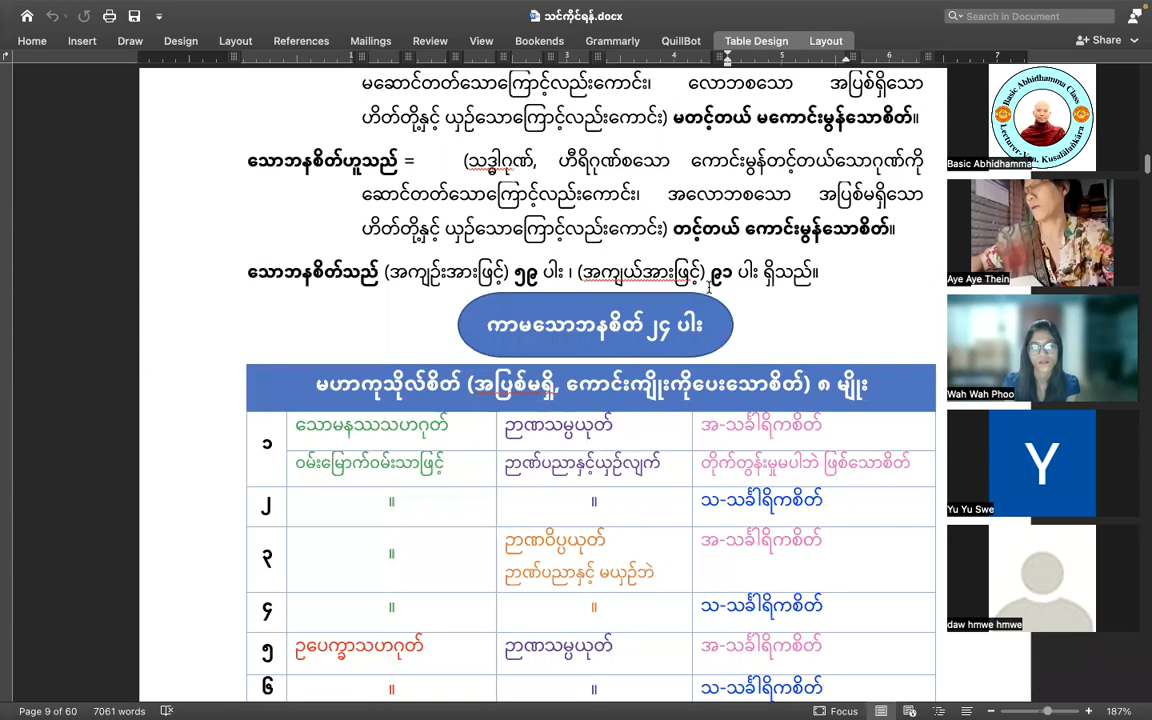 သင်ကိုင်ရန်.docx
Search in Document
Home Insert Draw Design Layout References Mailings Review View Bookends Grammarly QuillBot Table Design Layout Share
1 3 4 5 6 7
မဆောင်တတ်သောကြောင့်လည်းကောင်း၊ လောဘစသော အပြစ်ရှိသော
ဟိတ်တို့နှင့် ယှဉ်သောကြောင့်လည်းကောင်း) မတင့်တယ် မကောင်းမွန်သောစိတ်။
သောဘနစိတ်ဟူသည် = (သဒ္ဓါဂုဏ်, ဟီရိဂုဏ်စသော ကောင်းမွန်တင့်တယ်သောဂုဏ်ကို
ဆောင်တတ်သောကြောင့်လည်းကောင်း၊ အလောဘစသော အပြစ်မရှိသော
ဟိတ်တို့နှင့် ယှဉ်သောကြောင့်လည်းကောင်း) တင့်တယ် ကောင်းမွန်သောစိတ်။
သောဘနစိတ်သည် (အကျဉ်းအားဖြင့်) ၅၉ ပါး ၊ (အကျယ်အားဖြင့်) ၉၁ ပါး ရှိသည်။
ကာမသောဘနစိတ် ၂၄ ပါး
မဟာကုသိုလ်စိတ် (အပြစ်မရှိ, ကောင်းကျိုးကိုပေးသောစိတ်) ၈ မျိုး
၁ သောမနဿသဟဂုတ် ဉာဏသမ္ပယုတ် အ-သင်္ခါရိကစိတ်
ဝမ်းမြောက်ဝမ်းသာဖြင့် ဉာဏ်ပညာနှင့်ယှဉ်လျက် တိုက်တွန်းမှုမပါဘဲ ဖြစ်သောစိတ်
၂ ။ ။ သ-သင်္ခါရိကစိတ်
၃ ။ ဉာဏဝိပ္ပယုတ် အ-သင်္ခါရိကစိတ်
ဉာဏ်ပညာနှင့် မယှဉ်ဘဲ
၄ ။ ။ သ-သင်္ခါရိကစိတ်
၅ ဥပေက္ခာသဟဂုတ် ဉာဏသမ္ပယုတ် အ-သင်္ခါရိကစိတ်
၆ ။ ။ သ-သင်္ခါရိကစိတ်
Page 9 of 60 7061 words Focus 187%
Basic Abhidhamma Class
Lecturer-Ven. Kusalālaṅkāra
Basic Abhidhamma
Aye Aye Thein
Wah Wah Phoo
Y
Yu Yu Swe
daw hmwe hmwe